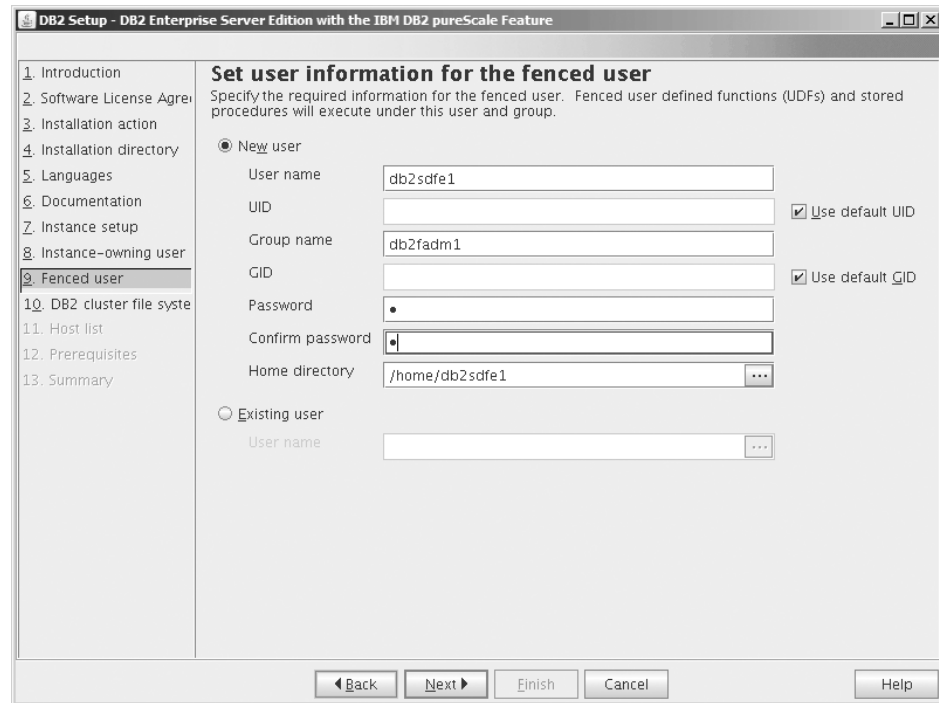 DB2 Setup - DB2 Enterprise Server Edition with the IBM DB2 pureScale Feature
1. Introduction
2. Software License Agre
3. Installation action
4. Installation directory
5. Languages
6. Documentation
7. Instance setup
8. Instance-owning user
9. Fenced user
10. DB2 cluster file syste
11. Host list
12. Prerequisites
13. Summary
Set user information for the fenced user
Specify the required information for the fenced user. Fenced user defined functions (UDFs) and stored
procedures will execute under this user and group.
New user
User name db2sdfe1
UID Use default UID
Group name db2fadm1
GID Use default GID
Password •
Confirm password •
Home directory /home/db2sdfe1 ...
Existing user
User name ...
Back Next Finish Cancel Help